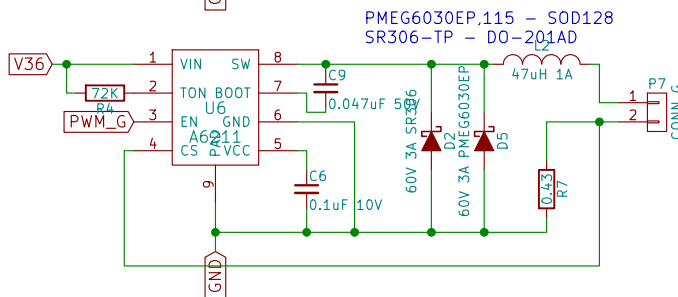 PMEG6030EP,115 - SOD128
SR306-TP - DO-201AD
V36
1
VIN
SW
8
C9
L2
47uH 1A
P7
72K
R4
2
TON
BOOT
7
0.047uF 50V
1
2
PWM_G
3
EN
U6
GND
6
A6211
4
CS
PAD
VCC
5
60V 3A SR306
D2
60V 3A PMEG6030EP
D5
CONN_G
9
C6
0.1uF 10V
0.43
R7
GND